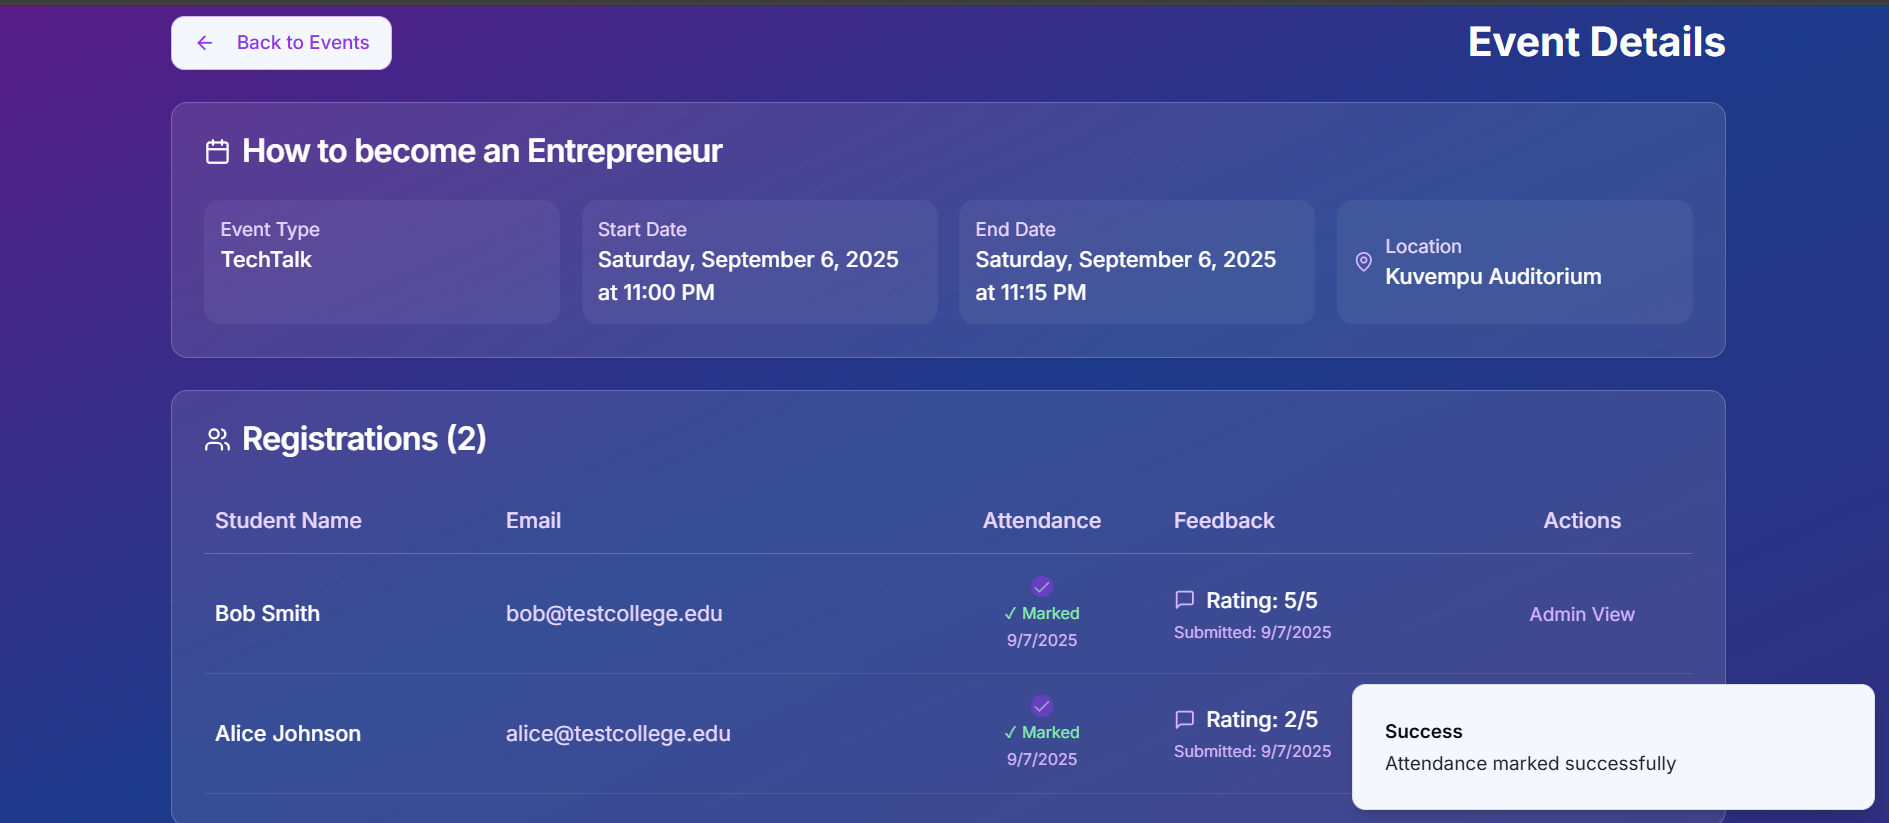 Back to Events
Event Details
How to become an Entrepreneur
Event Type
TechTalk
Start Date
Saturday, September 6, 2025
at 11:00 PM
End Date
Saturday, September 6, 2025
at 11:15 PM
Location
Kuvempu Auditorium
Registrations (2)
Student Name Email Attendance Feedback Actions
Bob Smith
bob@testcollege.edu
✓ Marked
9/7/2025
Rating: 5/5
Submitted: 9/7/2025
Admin View
Alice Johnson
alice@testcollege.edu
✓ Marked
9/7/2025
Rating: 2/5
Submitted: 9/7/2025
Success
Attendance marked successfully